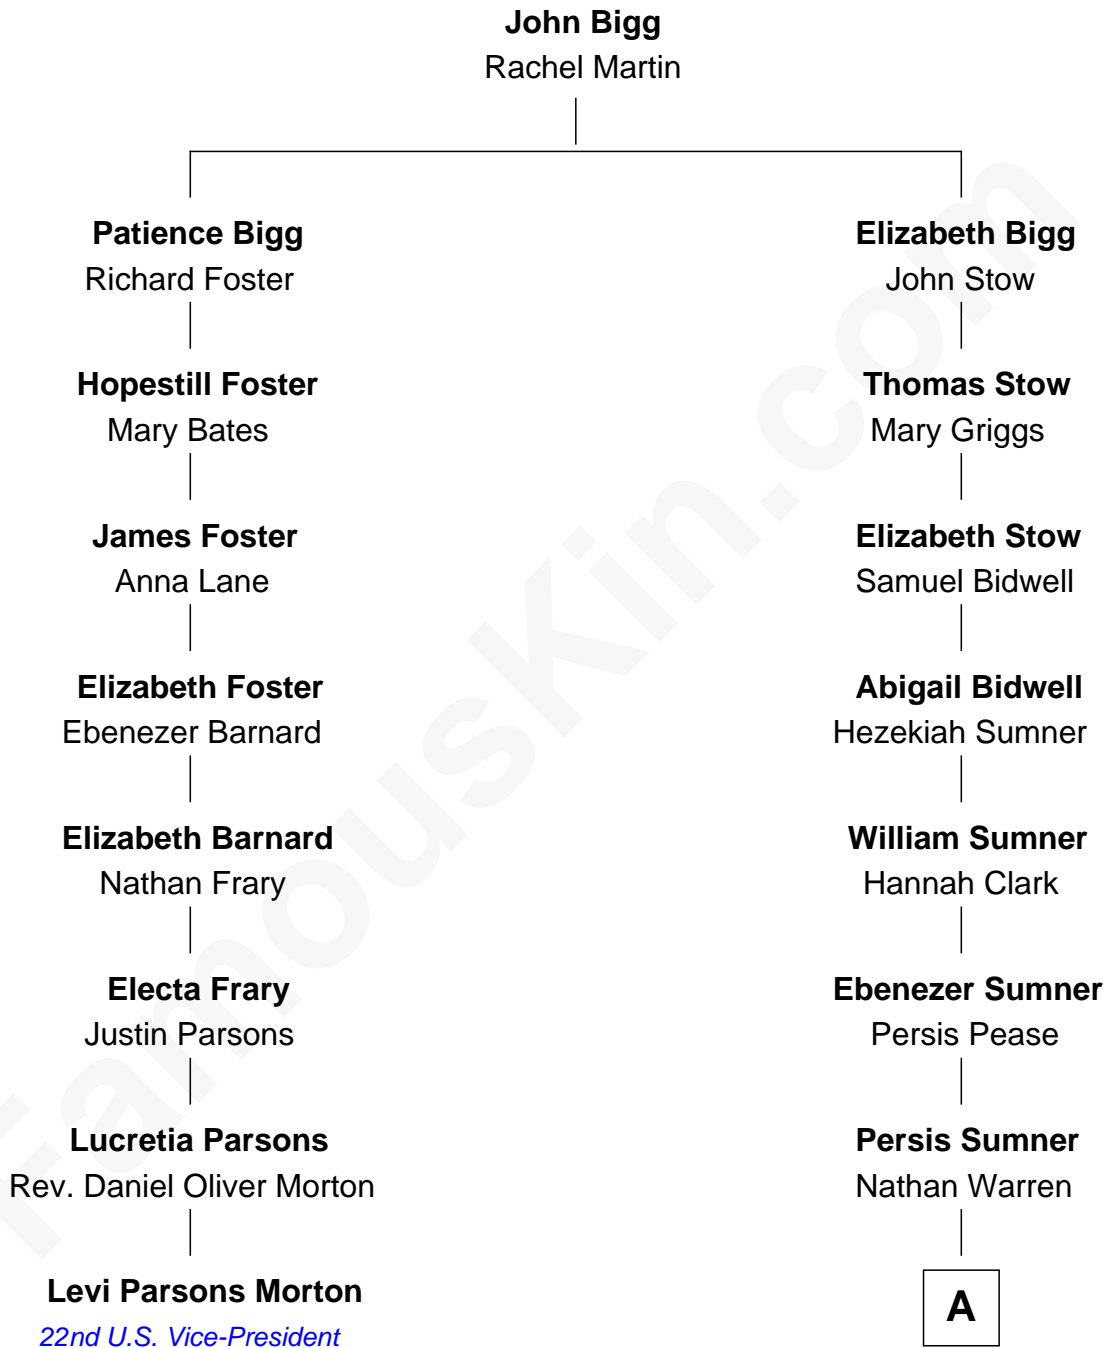 John Bigg
Rachel Martin
Patience Bigg
Richard Foster
Elizabeth Bigg
John Stow
Hopestill Foster
Mary Bates
Thomas Stow
Mary Griggs
James Foster
Anna Lane
Elizabeth Stow
Samuel Bidwell
Elizabeth Foster
Ebenezer Barnard
Abigail Bidwell
Hezekiah Sumner
Elizabeth Barnard
Nathan Frary
William Sumner
Hannah Clark
Electa Frary
Justin Parsons
Ebenezer Sumner
Persis Pease
Lucretia Parsons
Rev. Daniel Oliver Morton
Persis Sumner
Nathan Warren
Levi Parsons Morton
22nd U.S. Vice-President
A
FamousKin.com